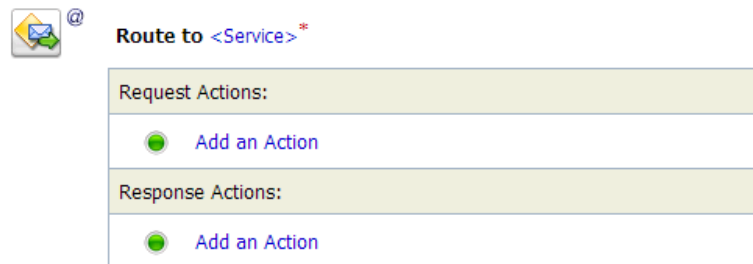 @
Route to <Service>*
Request Actions:
Add an Action
Response Actions:
Add an Action